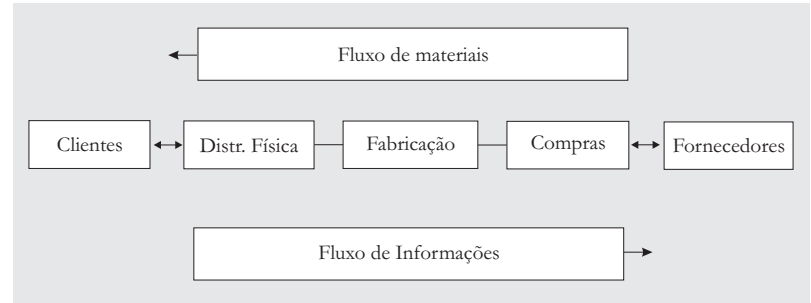 Fluxo de materiais
Clientes
Distr. Física
Fabricação
Compras
Fornecedores
Fluxo de Informações